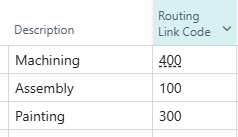 Description Routing
Link Code
Machining 400
Assembly 100
Painting 300